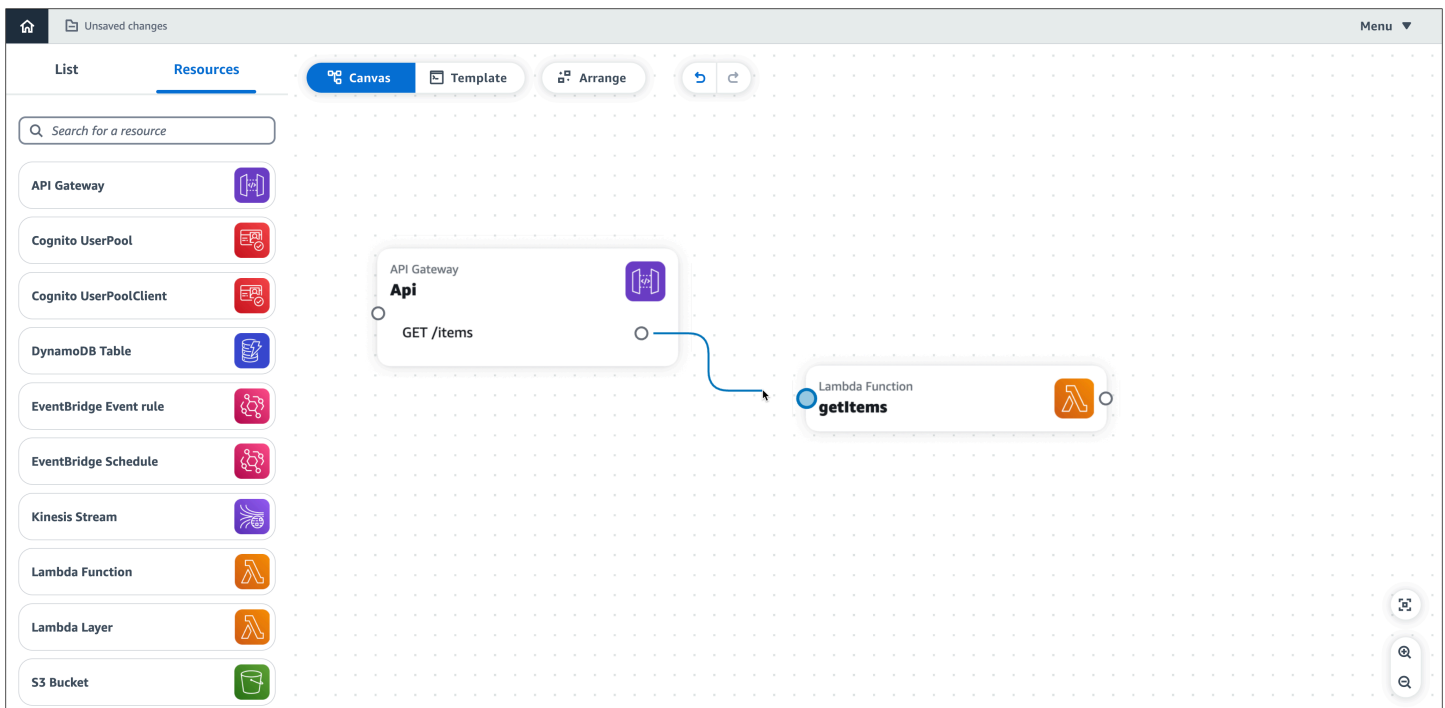 Unsaved changes
Menu ▼
List
Resources
Canvas
Template
Arrange
Search for a resource
API Gateway
Cognito UserPool
Cognito UserPoolClient
DynamoDB Table
EventBridge Event rule
EventBridge Schedule
Kinesis Stream
Lambda Function
Lambda Layer
S3 Bucket
API Gateway
Api
GET /items
Lambda Function
getItems